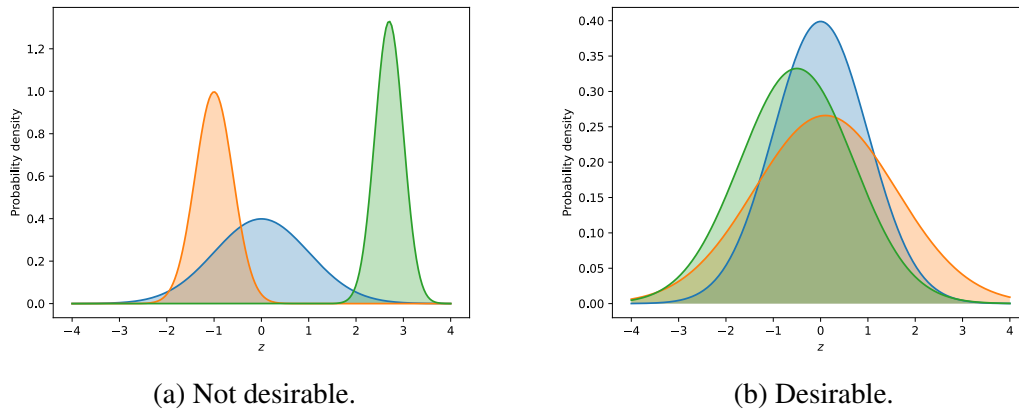 1.2
1.0
0.8
0.6
0.4
0.2
0.0
Probability density
−4 −3 −2 −1 0 1 2 3 4
z
(a) Not desirable.
0.40
0.35
0.30
0.25
0.20
0.15
0.10
0.05
0.00
Probability density
−4 −3 −2 −1 0 1 2 3 4
z
(b) Desirable.